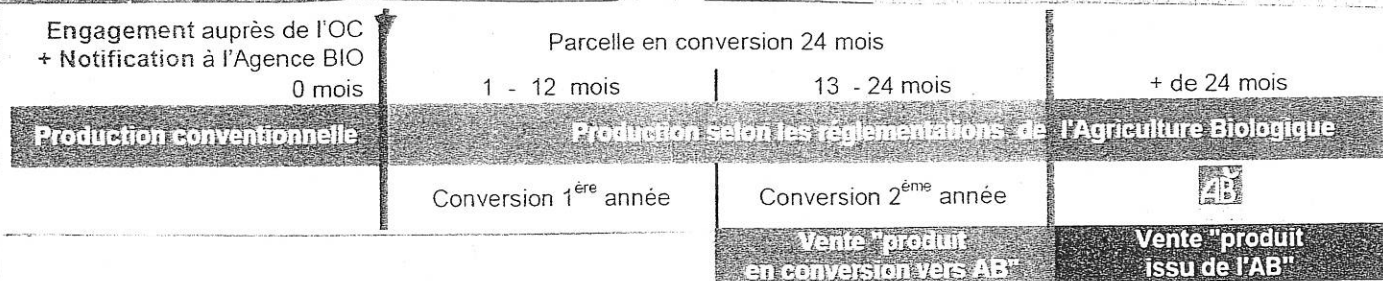 Engagement auprès de l'OC
+ Notification à l'Agence BIO
0 mois
Parcelle en conversion 24 mois
1 - 12 mois
13 - 24 mois
+ de 24 mois
Production conventionnelle
Production selon les réglementations de l'Agriculture Biologique
Conversion 1ère année
Conversion 2ème année
AB
Vente "produit
en conversion vers AB"
Vente "produit
issu de l'AB"